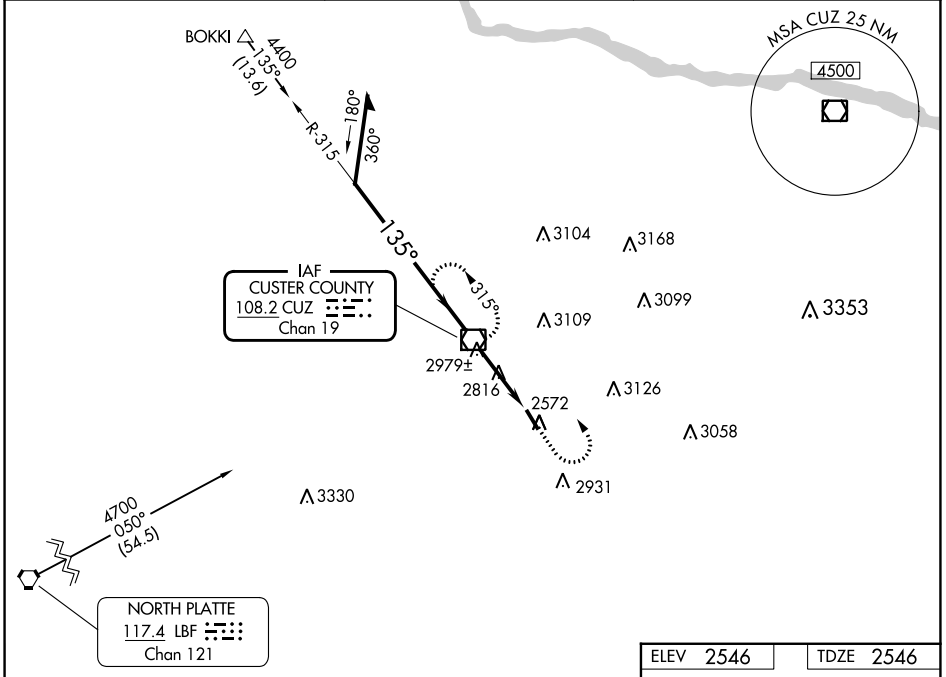 BOKKI
4400
135°
(13.6)
R-315
180°
360°
MSA CUZ 25 NM
4500
135°
3104
3168
IAF
CUSTER COUNTY
108.2 CUZ
Chan 19
315°
3099
3109
3353
2979±
2816
3126
2572
3058
2931
3330
4700
050°
(54.5)
NORTH PLATTE
117.4 LBF
Chan 121
ELEV 2546
TDZE 2546